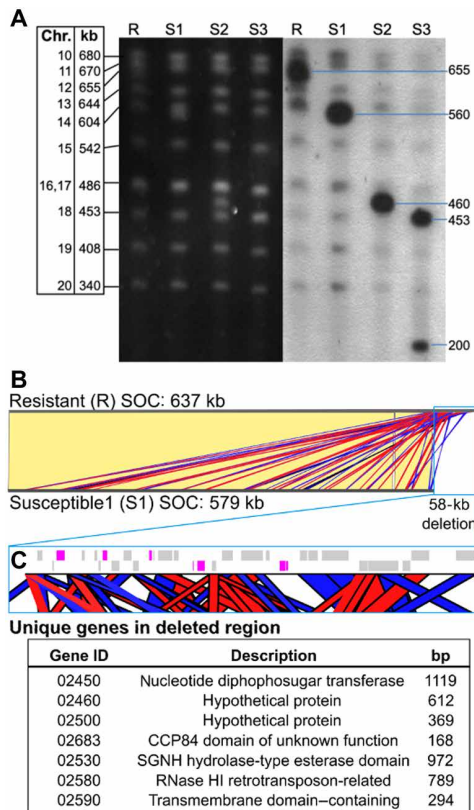 A
R S1 S2 S3 R S1 S2 S3
Chr. kb
10 680
11 670
12 655
13 644
14 604
15 542
16,17 486
18 453
19 408
20 340
655
560
460
453
200
B
Resistant (R) SOC: 637 kb
Susceptible1 (S1) SOC: 579 kb
58-kb
deletion
C
Unique genes in deleted region
Gene ID Description bp
02450 Nucleotide diphophosugar transferase 1119
02460 Hypothetical protein 612
02500 Hypothetical protein 369
02683 CCP84 domain of unknown function 168
02530 SGNH hydrolase-type esterase domain 972
02580 RNase HI retrotransposon-related 789
02590 Transmembrane domain–containing 294